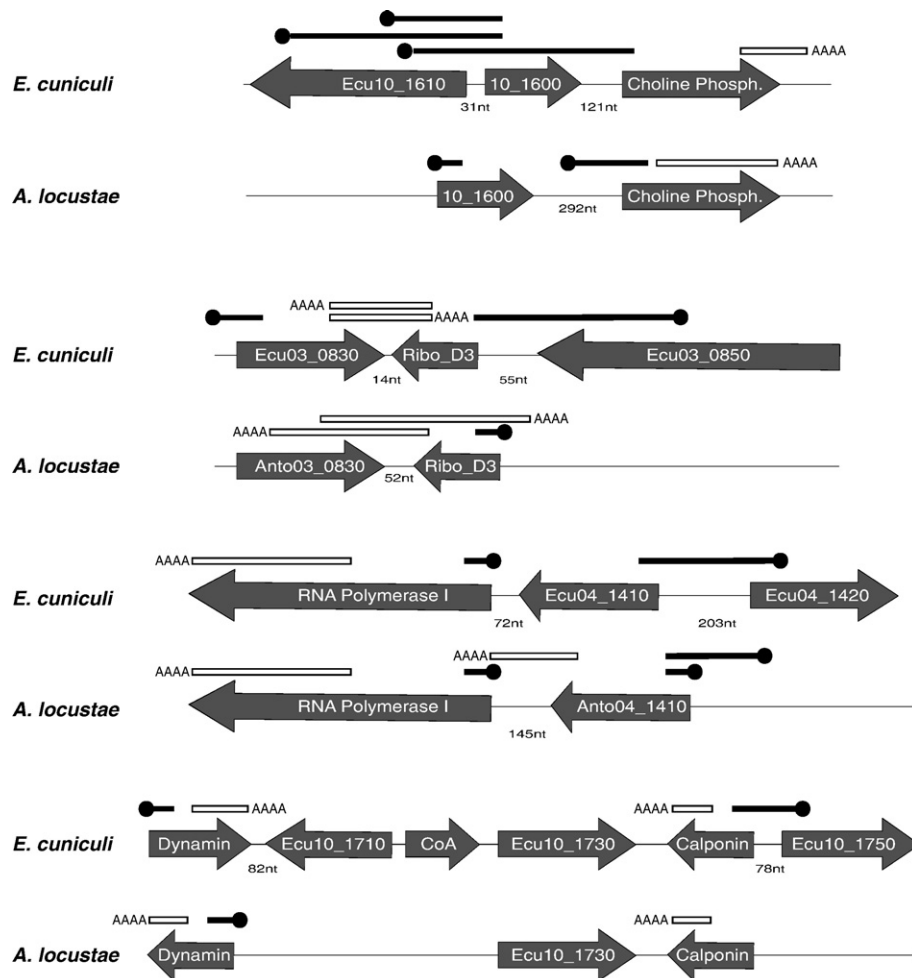 AAAA
E. cuniculi Ecu10_1610 10_1600 Choline Phosph.
31nt 121nt
AAAA
A. locustae 10_1600 Choline Phosph.
292nt
AAAA
AAAA
E. cuniculi Ecu03_0830 Ribo_D3 Ecu03_0850
14nt 55nt
AAAA
AAAA
A. locustae Anto03_0830 Ribo_D3
52nt
AAAA
E. cuniculi RNA Polymerase I Ecu04_1410 Ecu04_1420
72nt 203nt
AAAA
AAAA
A. locustae RNA Polymerase I Anto04_1410
145nt
AAAA AAAA
E. cuniculi Dynamin Ecu10_1710 CoA Ecu10_1730 Calponin Ecu10_1750
82nt 78nt
AAAA AAAA
A. locustae Dynamin Ecu10_1730 Calponin